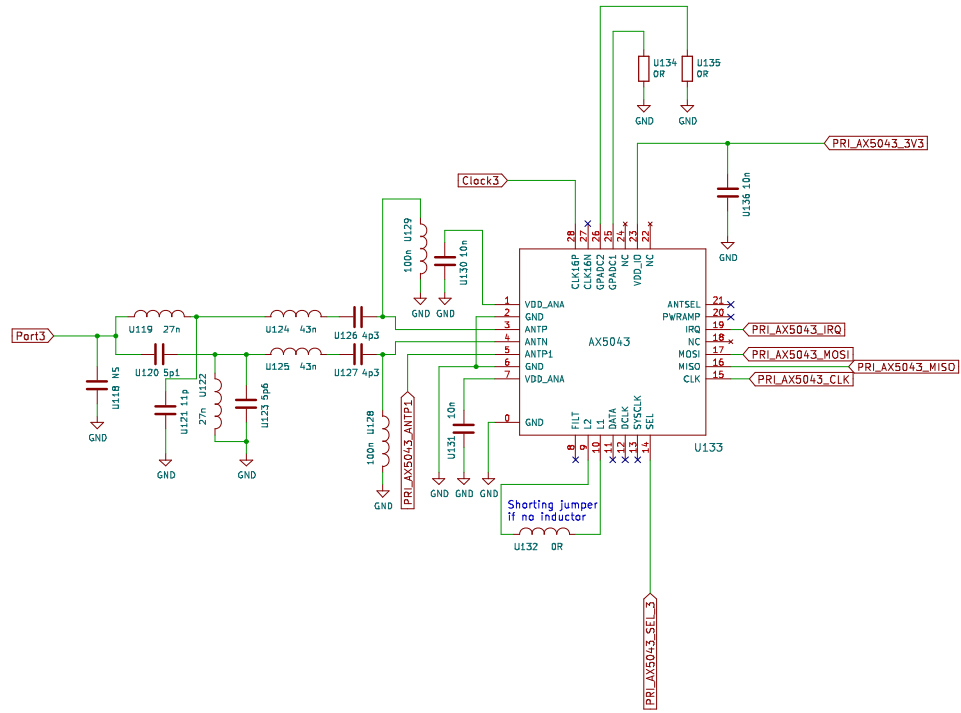 U134
0R
U135
0R
GND
GND
PRI_AX5043_3V3
Clock3
U136 10n
GND
28
27
26
25
24
23
22
CLK16P
CLK16N
GPADC2
GPADC1
NC
VDD_IO
NC
U129
100n
U130 10n
GND
GND
1 VDD_ANA
2 GND
3 ANTP
4 ANTN
5 ANTP1
6 GND
7 VDD_ANA
0 GND
AX5043
ANTSEL 21
PWRAMP 20
IRQ 19
NC 18
MOSI 17
MISO 16
CLK 15
PRI_AX5043_IRQ
PRI_AX5043_MOSI
PRI_AX5043_MISO
PRI_AX5043_CLK
Port3
U119 27n
U124 43n
U126 4p3
U120 5p1
U125 43n
U127 4p3
U118 NS
GND
U121 11p
GND
U122
27n
U123 6p6
GND
U128
100n
GND
PRI_AX5043_ANTP1
U131 10n
GND
GND
GND
FILT
L2
L1
DATA
DCLK
SYSCLK
SEL
8
9
10
11
12
13
14
U133
Shorting jumper
if no inductor
U132 0R
PRI_AX5043_SEL_3